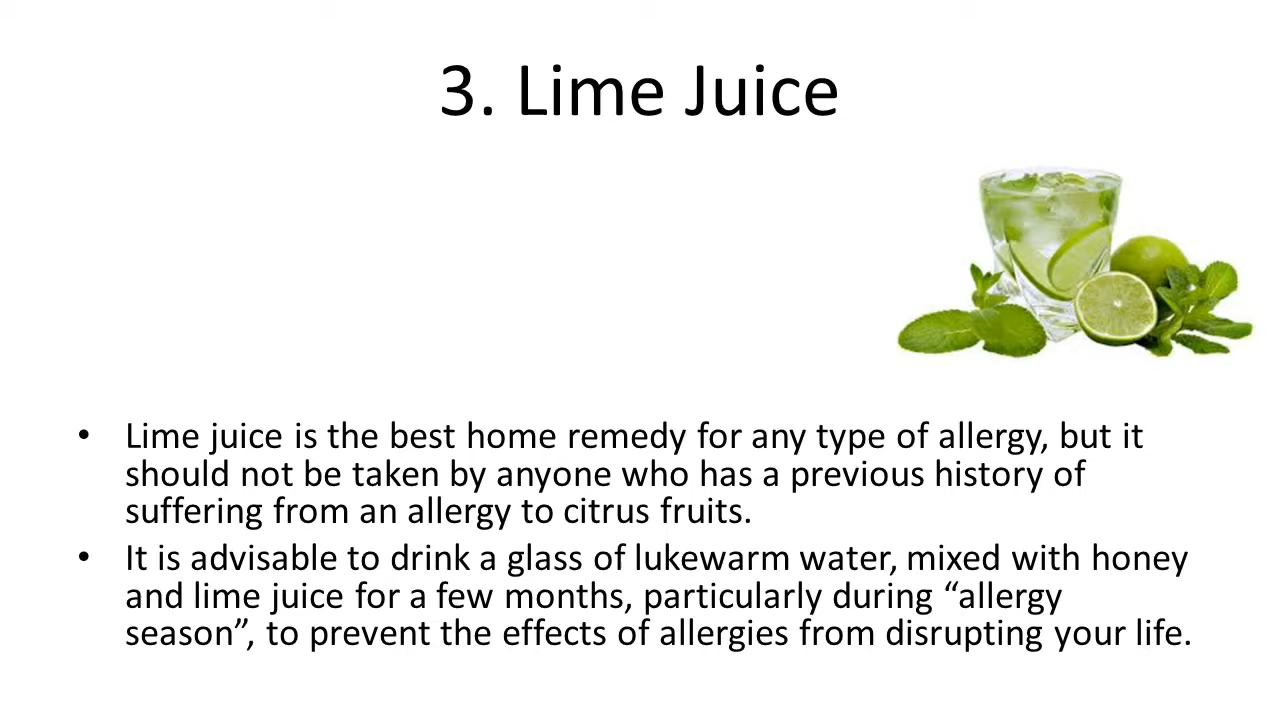 3. Lime Juice
• Lime juice is the best home remedy for any type of allergy, but it
should not be taken by anyone who has a previous history of
suffering from an allergy to citrus fruits.
• It is advisable to drink a glass of lukewarm water, mixed with honey
and lime juice for a few months, particularly during “allergy
season”, to prevent the effects of allergies from disrupting your life.